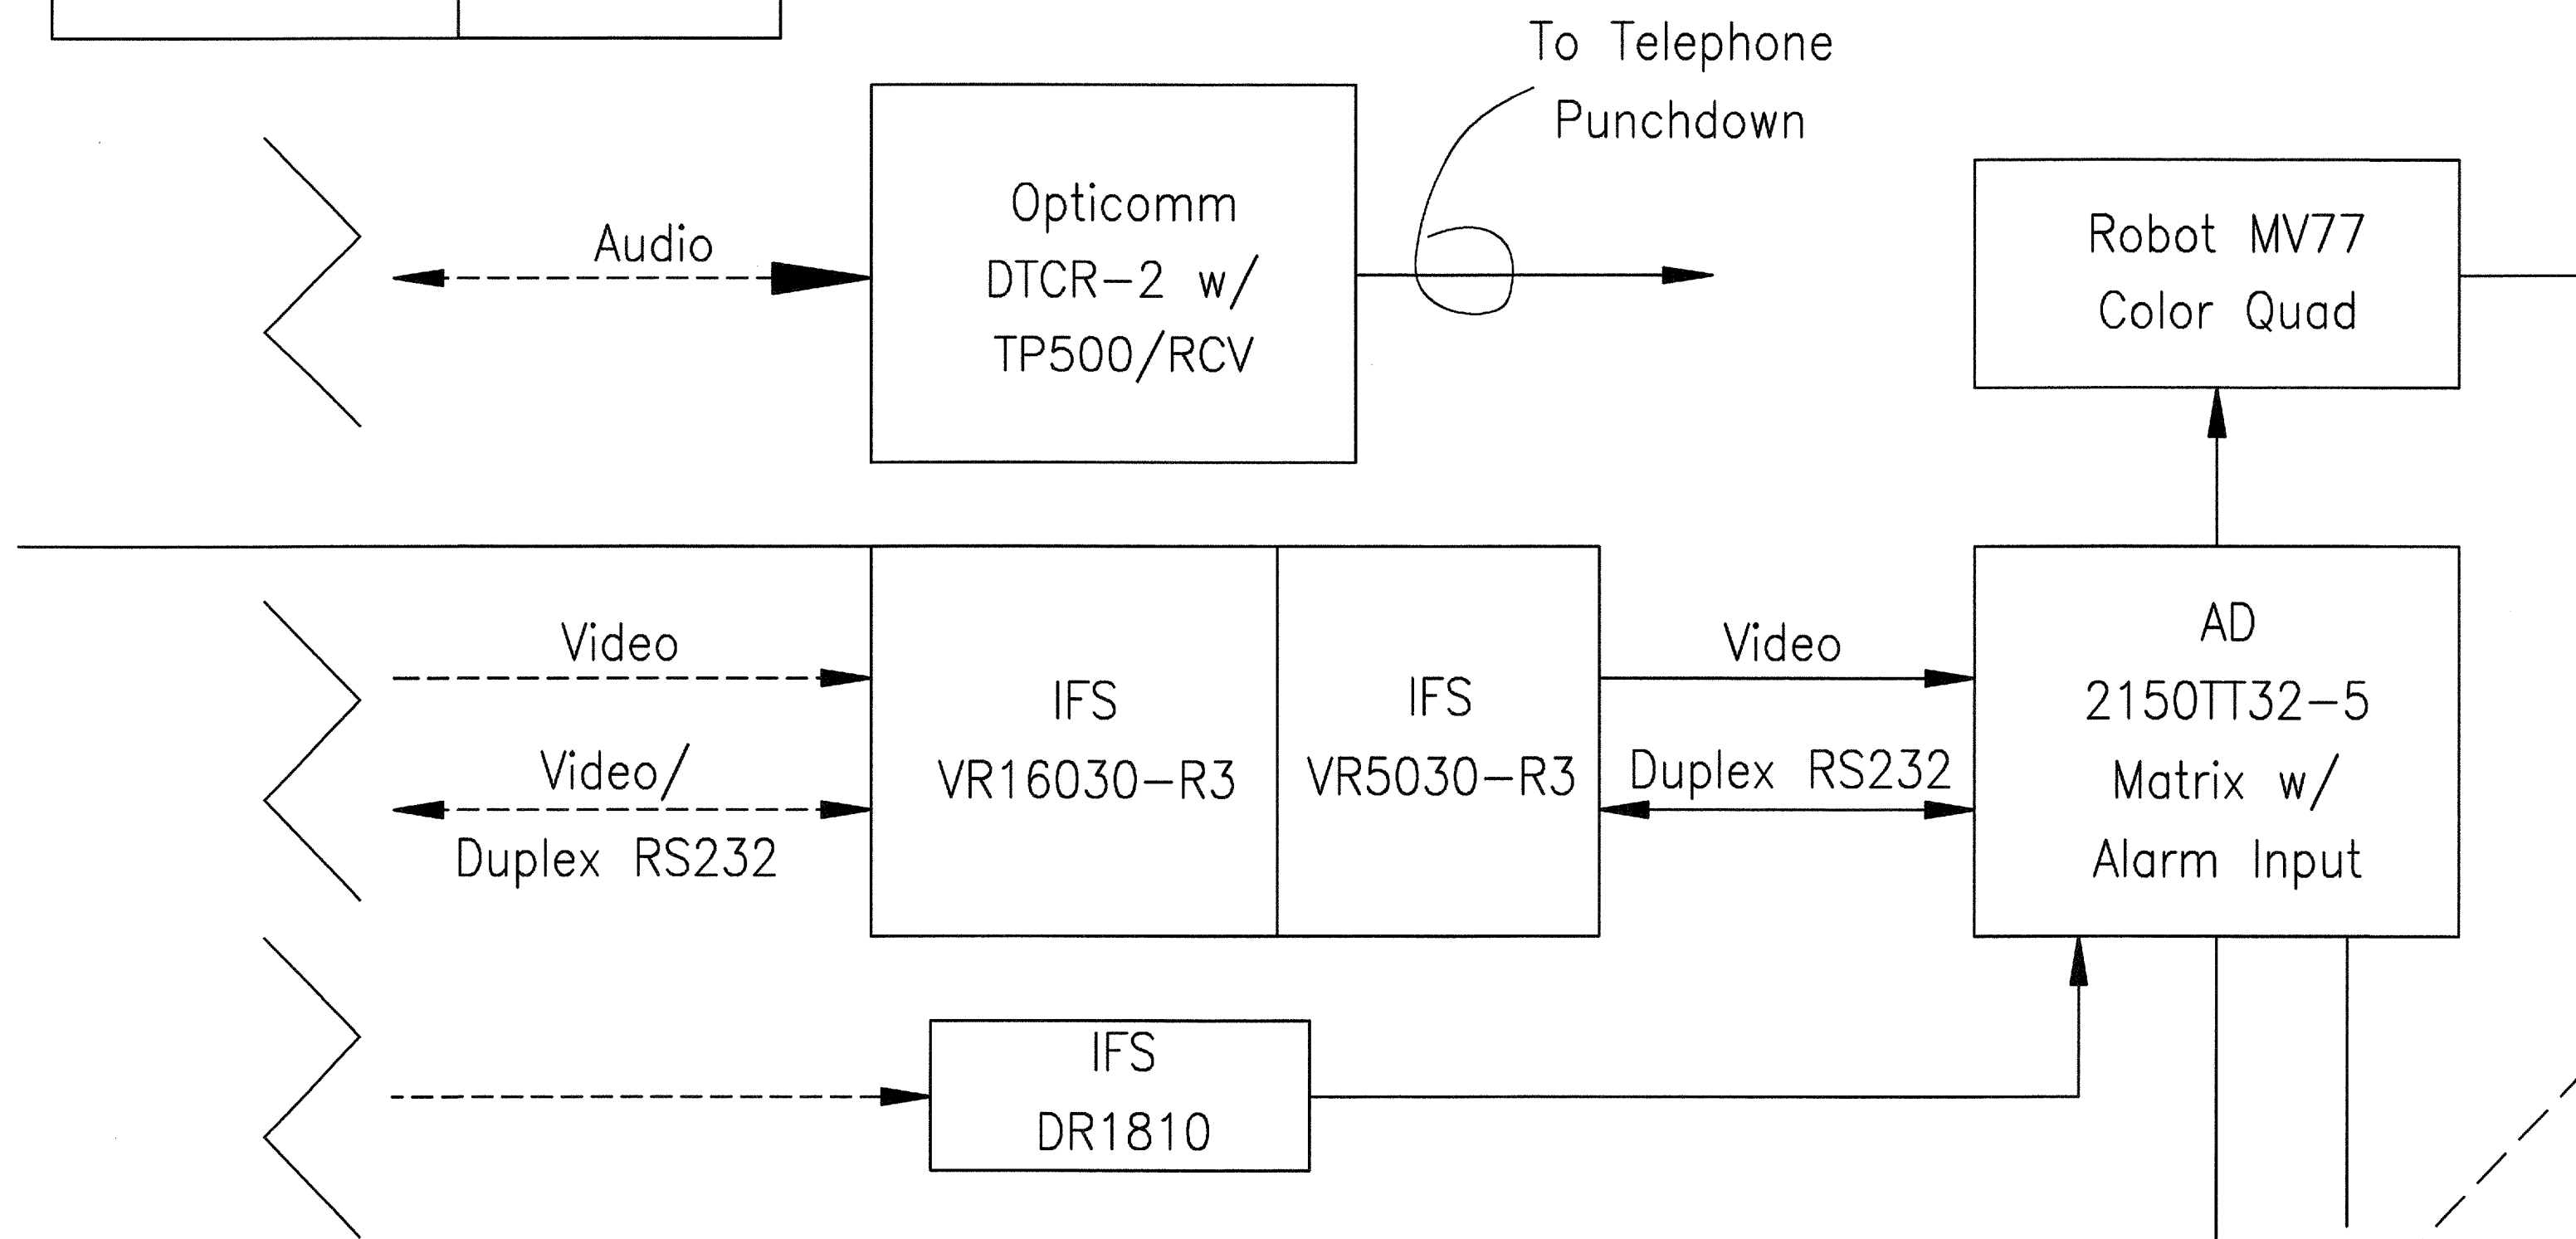 To Telephone
Punchdown
Opticomm
DTCR-2 w/
TP500/RCV
Audio
Robot MV77
Color Quad
Video
Video/
Duplex RS232
IFS
VR16030-R3
IFS
VR5030-R3
Video
Duplex RS232
AD
2150TT32-5
Matrix w/
Alarm Input
IFS
DR1810